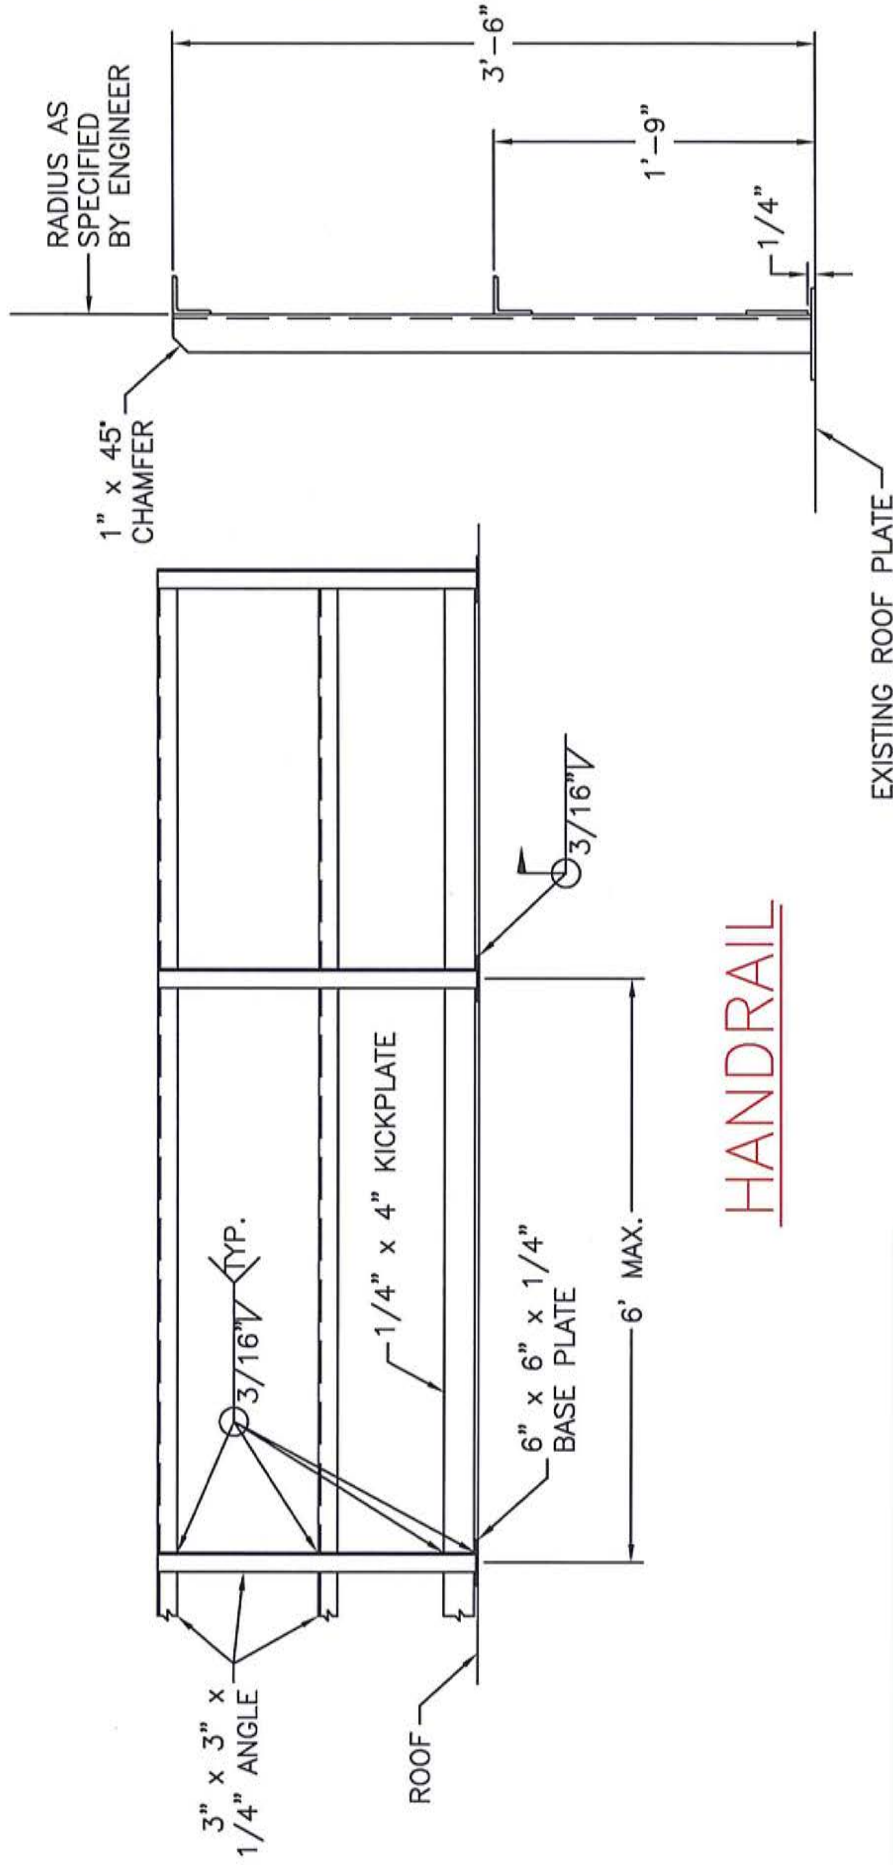 3" x 3" x
1/4" ANGLE
ROOF
3/16"
TYP.
1/4" x 4" KICKPLATE
6" x 6" x 1/4"
BASE PLATE
6' MAX.
3/16"
HANDRAIL
1" x 45°
CHAMFER
RADIUS AS
SPECIFIED
BY ENGINEER
3'-6"
1'-9"
1/4"
EXISTING ROOF PLATE